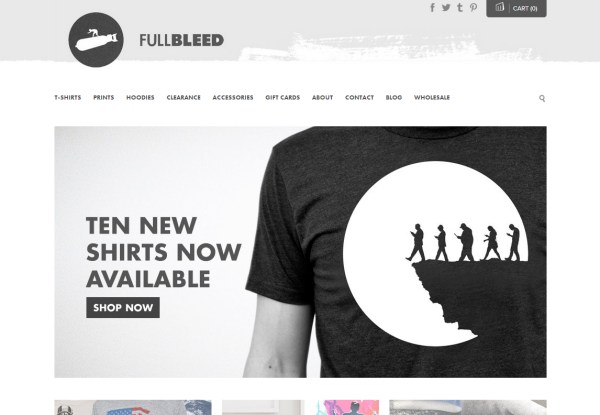 CART (0)
FULLBLEED
T-SHIRTS PRINTS HOODIES CLEARANCE ACCESSORIES GIFT CARDS ABOUT CONTACT BLOG WHOLESALE
TEN NEW
SHIRTS NOW
AVAILABLE
SHOP NOW